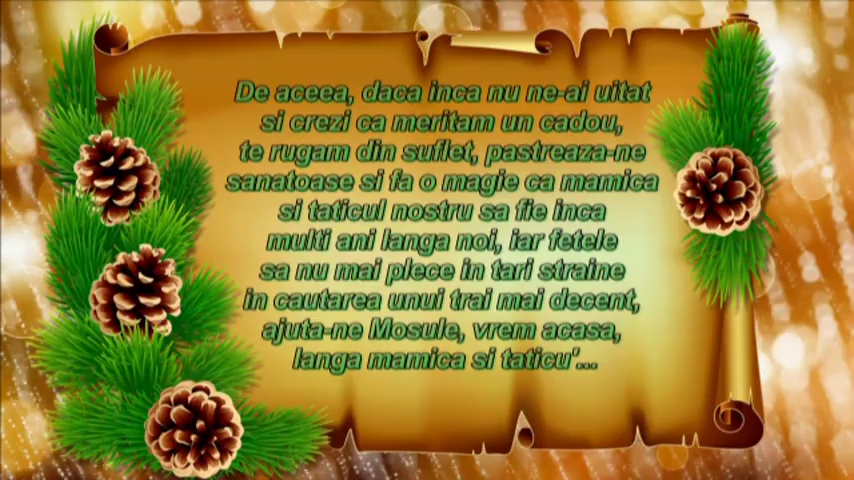 De aceea, daca inca nu ne-ai uitat
si crezi ca meritam un cadou,
te rugam din suflet, pastreaza-ne
sanatoase si fa o magie ca mamica
si taticul nostru sa fie inca
multi ani langa noi, iar fetele
sa nu mai plece in tari straine
in cautarea unui trai mai decent,
ajuta-ne Mosule, vrem acasa,
langa mamica si taticu'...